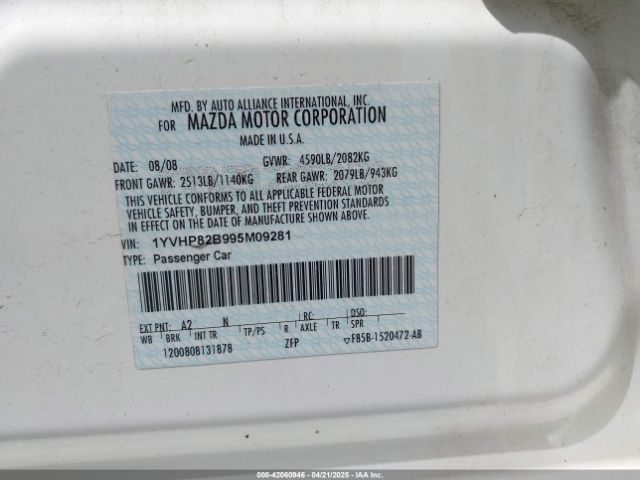 MFD. BY AUTO ALLIANCE INTERNATIONAL, INC.
FOR MAZDA MOTOR CORPORATION
MADE IN U.S.A.
DATE: 08/08 GVWR: 4590LB/2082KG
FRONT GAWR: 2513LB/1140KG REAR GAWR: 2079LB/943KG
THIS VEHICLE CONFORMS TO ALL APPLICABLE FEDERAL MOTOR
VEHICLE SAFETY, BUMPER, AND THEFT PREVENTION STANDARDS
IN EFFECT ON THE DATE OF MANUFACTURE SHOWN ABOVE.
VIN: 1YVHP82B995M09281
TYPE: Passenger Car
EXT PNT: A2 N RC: DSO:
WB BRK INT TR TP/PS R AXLE TR SPR
1200808131878 ZFP ▽F85B-1520472-AB
000-42060946 - 04/21/2025 - IAA Inc.